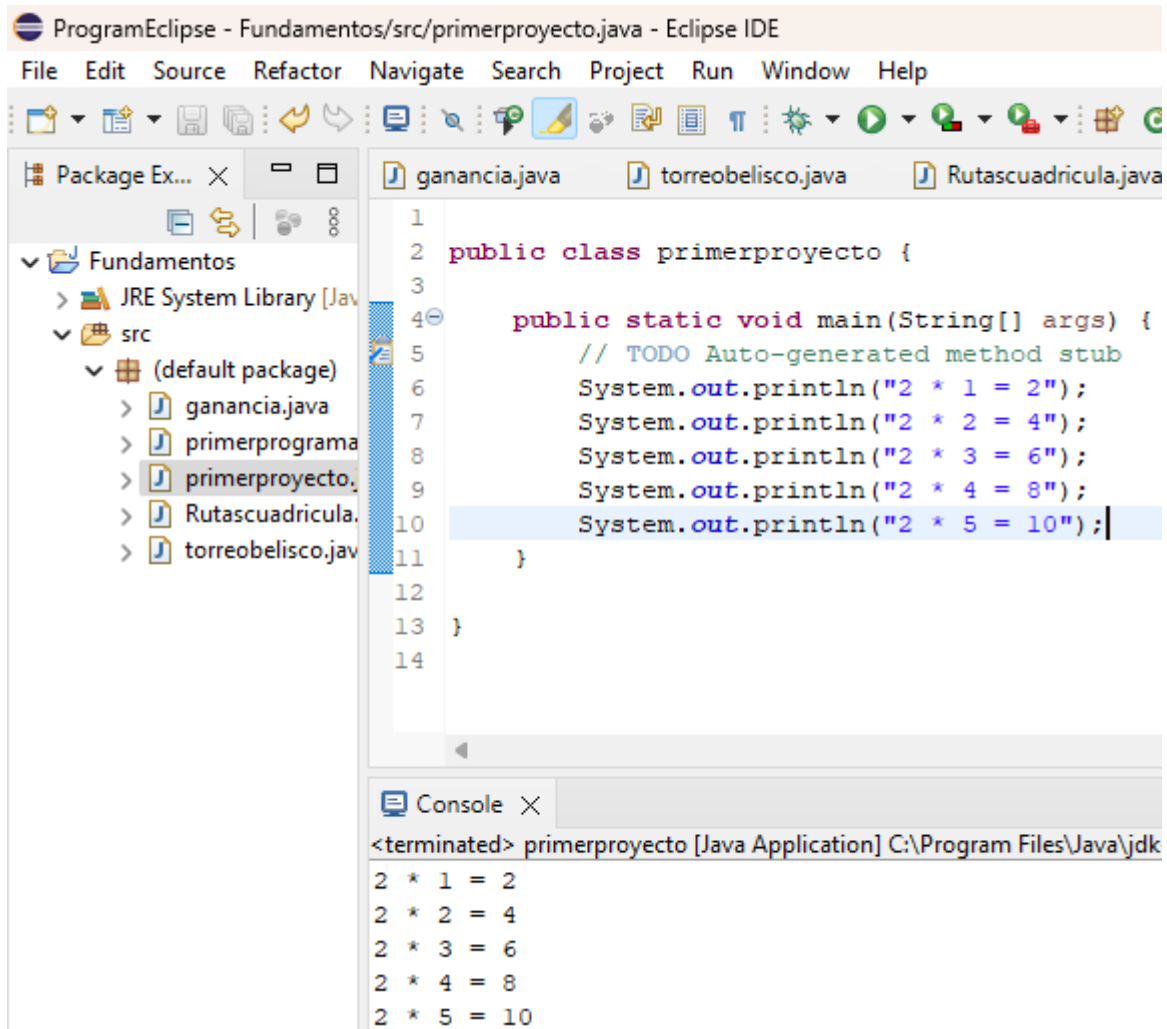 ProgramEclipse - Fundamentos/src/primerproyecto.java - Eclipse IDE
File Edit Source Refactor Navigate Search Project Run Window Help
Package Ex...
Fundamentos
JRE System Library [Jav
src
(default package)
ganancia.java
primerprograma
primerproyecto.j
Rutascuadricula.
torreobelisco.jav
ganancia.java torreobelisco.java Rutascuadricula.java
1
2 public class primerproyecto {
3
4 public static void main(String[] args) {
5 // TODO Auto-generated method stub
6 System.out.println("2 * 1 = 2");
7 System.out.println("2 * 2 = 4");
8 System.out.println("2 * 3 = 6");
9 System.out.println("2 * 4 = 8");
10 System.out.println("2 * 5 = 10");
11 }
12
13 }
14
Console
<terminated> primerproyecto [Java Application] C:\Program Files\Java\jdk
2 * 1 = 2
2 * 2 = 4
2 * 3 = 6
2 * 4 = 8
2 * 5 = 10